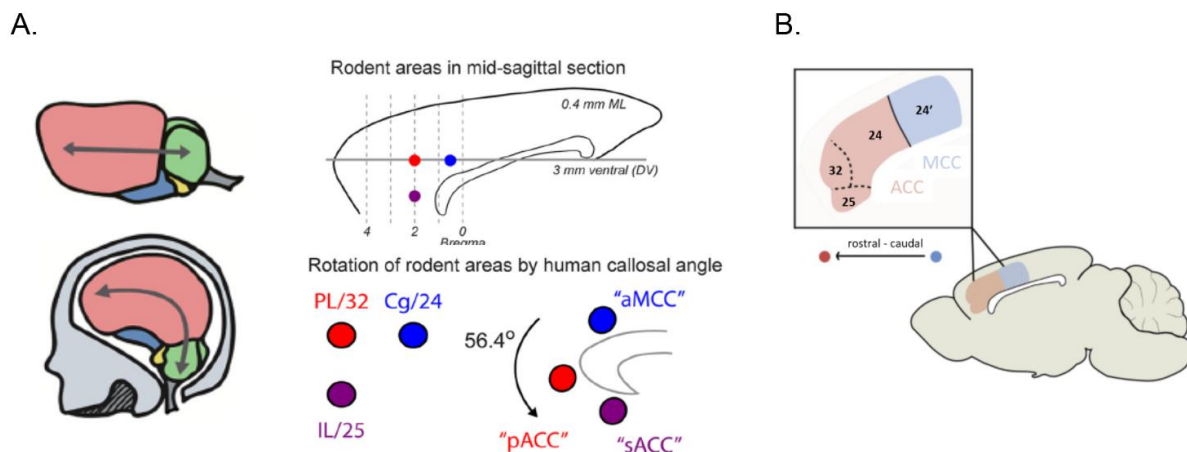 A.
B.
Rodent areas in mid-sagittal section
0.4 mm ML
3 mm ventral (DV)
4 2 0
Bregma
Rotation of rodent areas by human callosal angle
PL/32 Cg/24
IL/25
56.4°
"aMCC"
"pACC"
"sACC"
24'
24
MCC
32
ACC
25
rostral - caudal